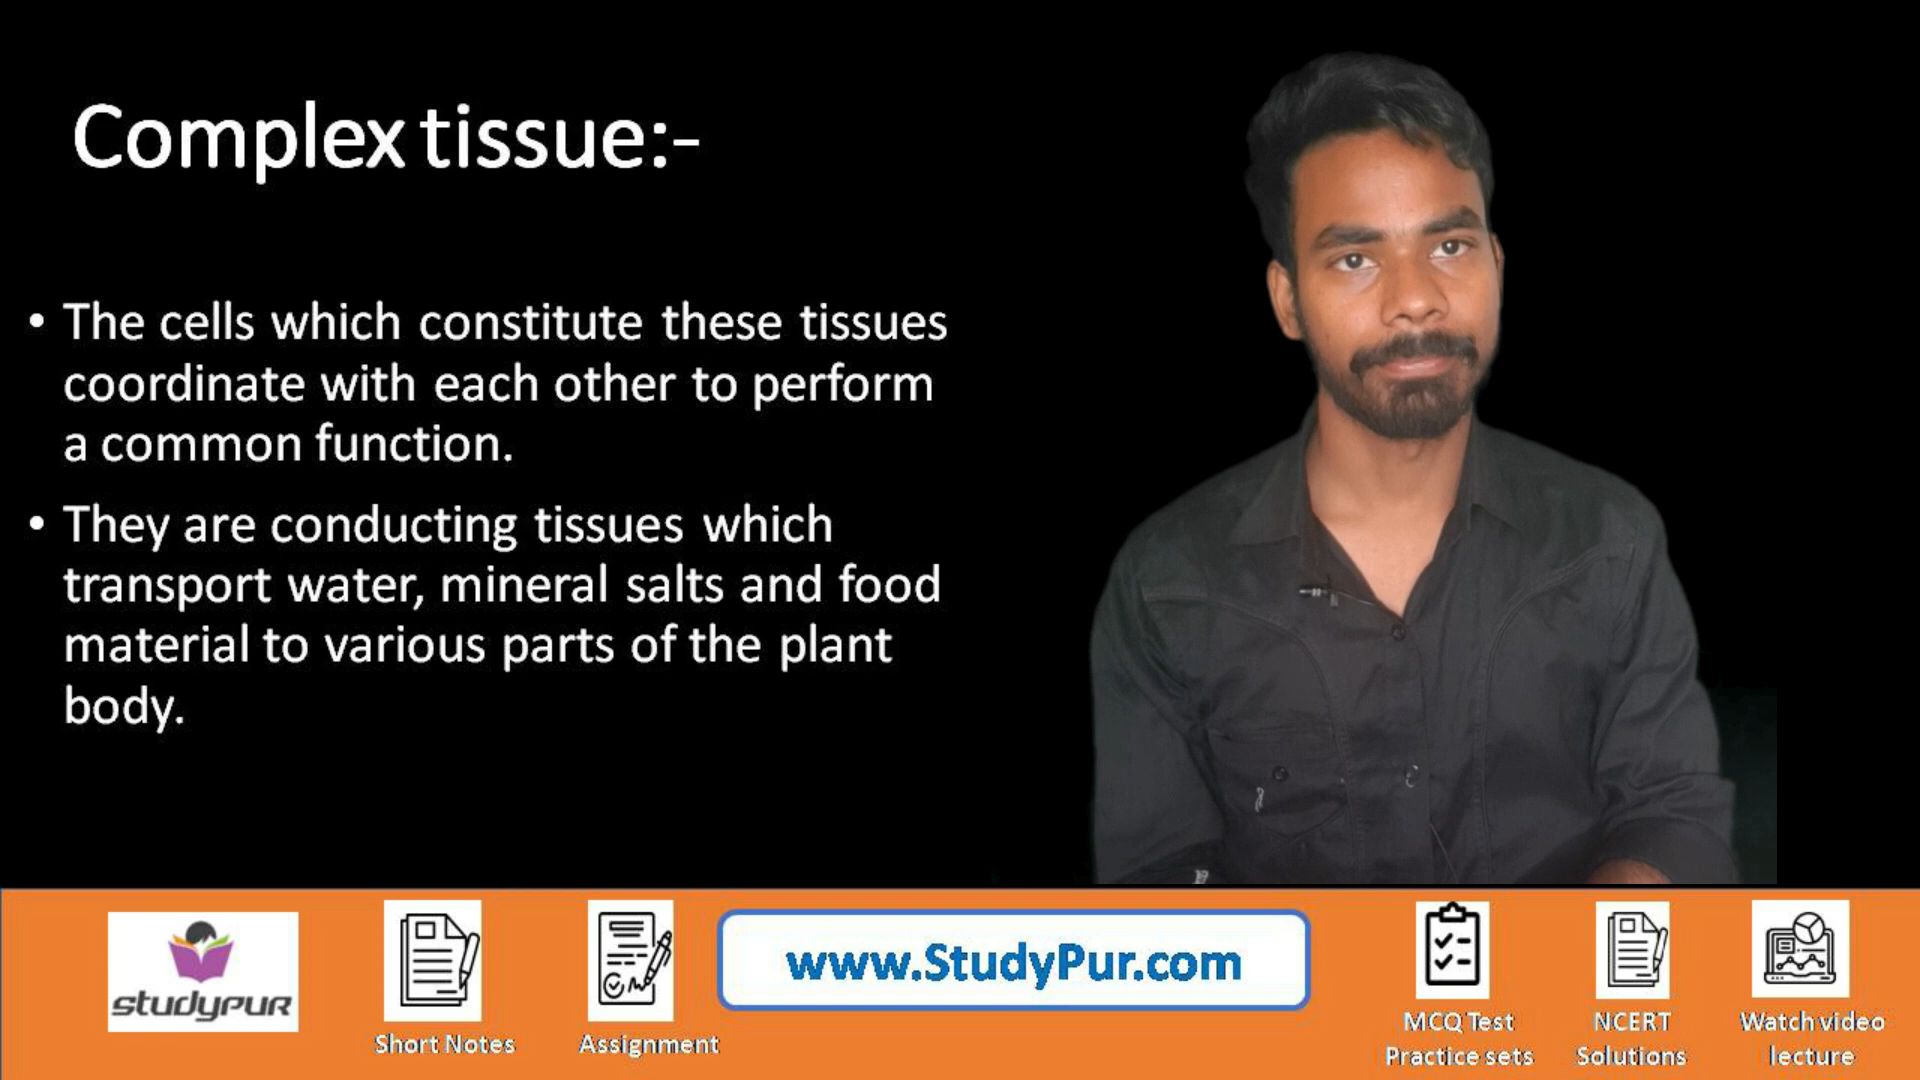 Complex tissue:-
• The cells which constitute these tissues
coordinate with each other to perform
a common function.
• They are conducting tissues which
transport water, mineral salts and food
material to various parts of the plant
body.
studypur
Short Notes
Assignment
www.StudyPur.com
MCQ Test
Practice sets
NCERT
Solutions
Watch video
lecture